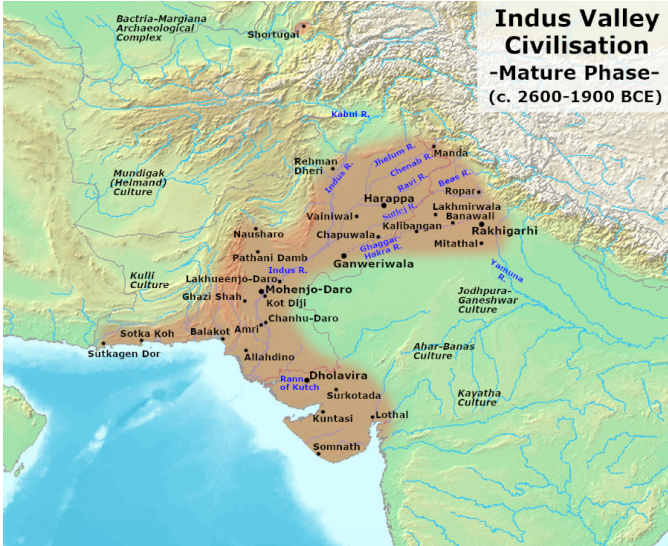 Indus Valley
Civilisation
-Mature Phase-
(c. 2600-1900 BCE)
Bactria-Margiana
Archaeological
Complex
Shortugai
Kabul R.
Rehman
Dheri
Indus R.
Jhelum R.
Manda
Chenab R.
Ravi R.
Beas R.
Ropar
Mundigak
(Helmand)
Culture
Harappa
Sutlej R.
Lakhmirwala
Vainiwal
Kalibangan
Banawali
Rakhigarhi
Nausharo
Chapuwala
Mitathal
Ghaggar-
Hakra R.
Pathani Damb
Ganweriwala
Yamuna
R.
Kulli
Culture
Lakhueenjo-Daro
Indus R.
Mohenjo-Daro
Ghazi Shah
Kot Diji
Jodhpura-
Ganeshwar
Culture
Sotka Koh
Balakot
Amri
Chanhu-Daro
Sutkagen Dor
Allahdino
Ahar-Banas
Culture
Dholavira
Rann
of Kutch
Surkotada
Kayatha
Culture
Kuntasi
Lothal
Somnath